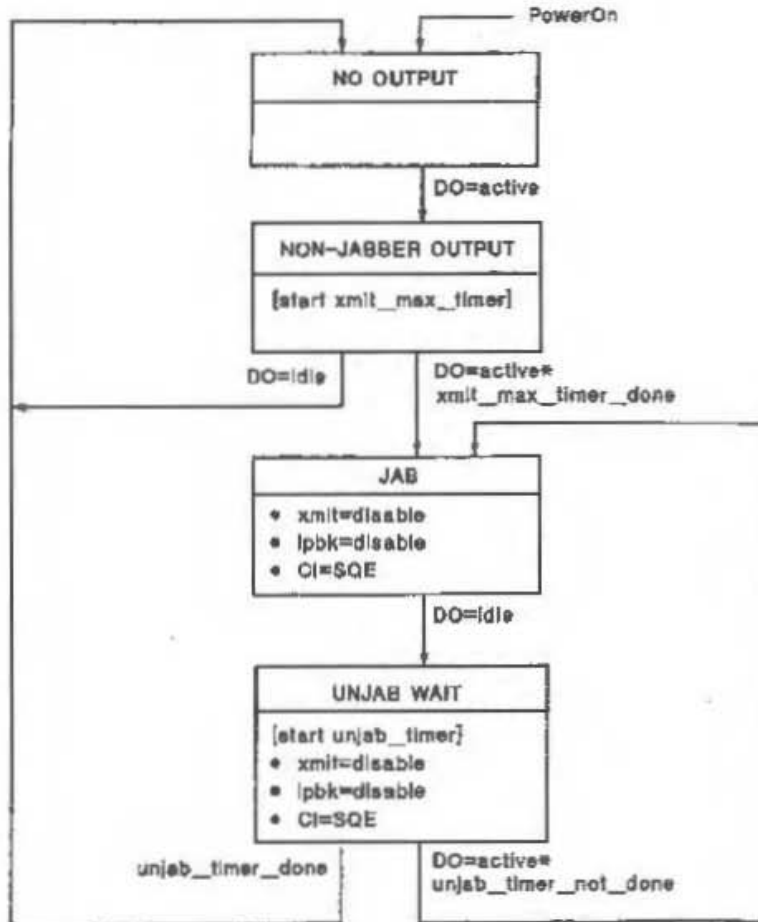 PowerOn
NO OUTPUT
DO=active
NON-JABBER OUTPUT
[start xmit_max_timer]
DO=idle
DO=active*
xmit_max_timer_done
JAB
• xmit=disable
• lpbk=disable
• CI=SQE
DO=idle
UNJAB WAIT
[start unjab_timer]
• xmit=disable
• lpbk=disable
• CI=SQE
unjab_timer_done
DO=active*
unjab_timer_not_done